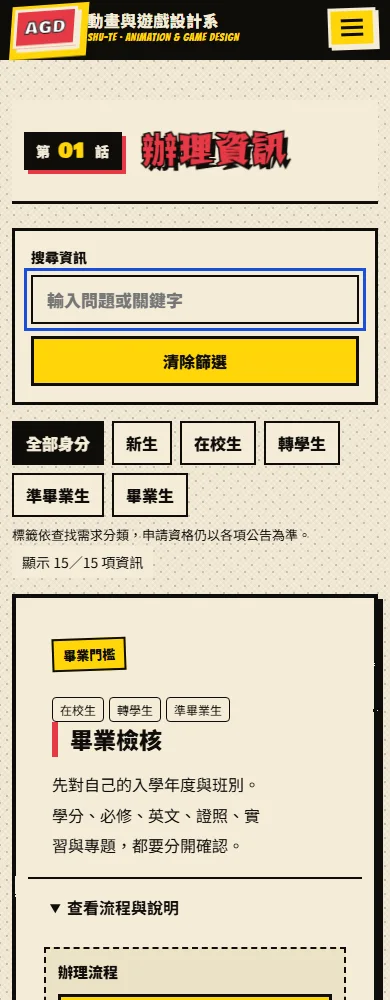 AGD
動畫與遊戲設計系
SHU-TE · ANIMATION & GAME DESIGN
第 01 話
辦理資訊
搜尋資訊
輸入問題或關鍵字
清除篩選
全部身分
新生
在校生
轉學生
準畢業生
畢業生
標籤依查找需求分類，申請資格仍以各項公告為準。
顯示 15／15 項資訊
畢業門檻
在校生
轉學生
準畢業生
畢業檢核
先對自己的入學年度與班別。
學分、必修、英文、證照、實
習與專題，都要分開確認。
▼ 查看流程與說明
辦理流程